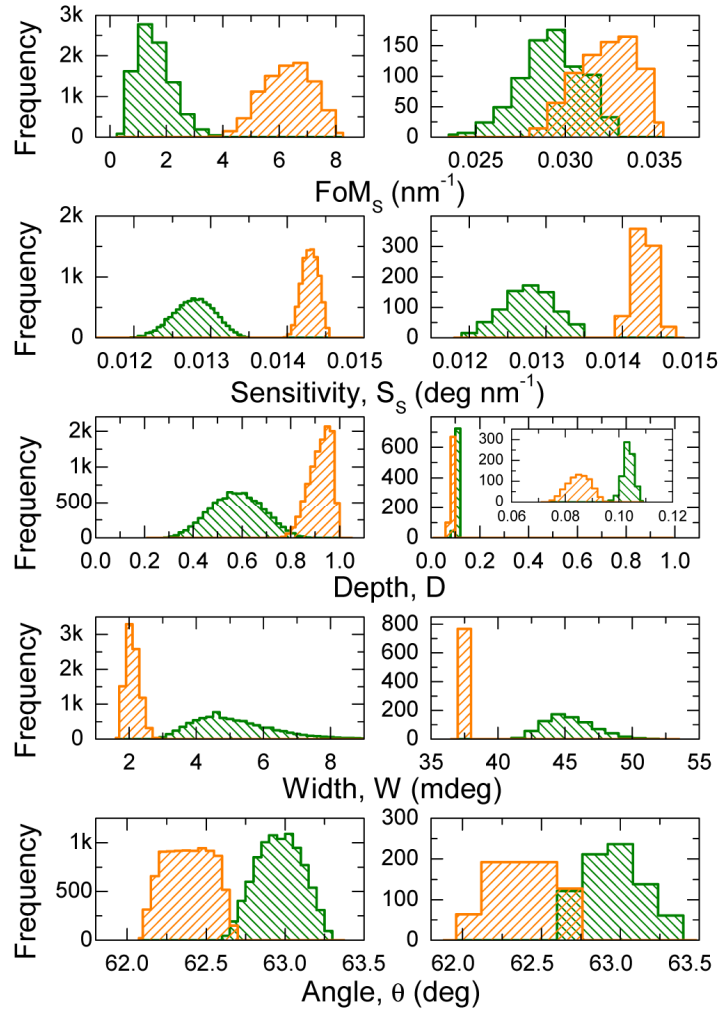 3k
2k
1k
0
0 2 4 6 8
Frequency
150
100
50
0
0.025 0.030 0.035
FoM_S (nm⁻¹)
2k
1k
0
0.012 0.013 0.014 0.015
Frequency
300
200
100
0
0.012 0.013 0.014 0.015
Sensitivity, S_S (deg nm⁻¹)
2k
1k
500
0
0.0 0.2 0.4 0.6 0.8 1.0
Frequency
600
400
200
0
0.0 0.2 0.4 0.6 0.8 1.0
300
200
100
0
0.06 0.08 0.10 0.12
Depth, D
3k
2k
1k
0
2 4 6 8
Frequency
800
600
400
200
0
35 40 45 50 55
Width, W (mdeg)
1k
500
0
62.0 62.5 63.0 63.5
Frequency
300
200
100
0
62.0 62.5 63.0 63.5
Angle, θ (deg)